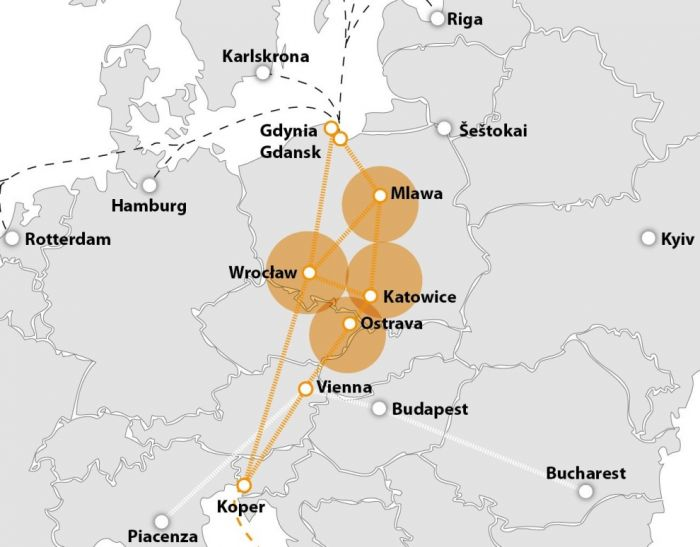 Riga
Karlskrona
Gdynia
Gdansk
Šeštokai
Mlawa
Hamburg
Rotterdam
Kyiv
Wrocław
Katowice
Ostrava
Vienna
Budapest
Bucharest
Koper
Piacenza